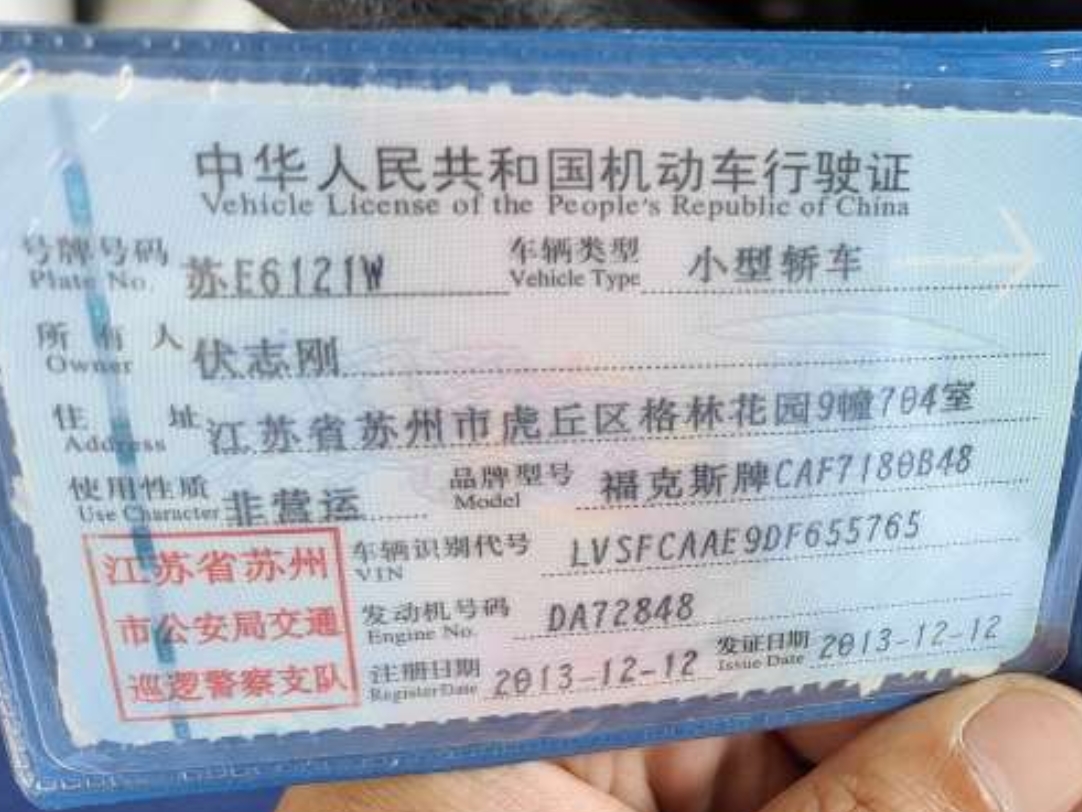 中华人民共和国机动车行驶证
Vehicle License of the People's Republic of China
号牌号码 苏E6121W 车辆类型 小型轿车
Plate No. Vehicle Type
所有人 伏志刚
Owner
住址 江苏省苏州市虎丘区格林花园9幢704室
Address
使用性质 非营运 品牌型号 福克斯牌CAF7180B48
Use Character Model
江苏省苏州
市公安局交通
巡逻警察支队
车辆识别代号 LVSFCAAE9DF655765
VIN
发动机号码 DA72848
Engine No.
注册日期 2013-12-12 发证日期 2013-12-12
Register Date Issue Date